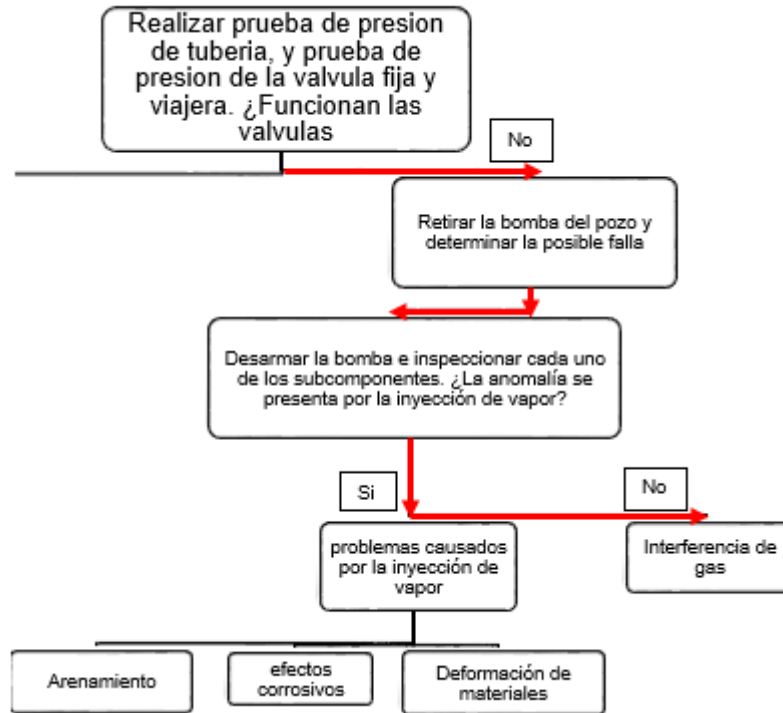 Realizar prueba de presion
de tuberia, y prueba de
presion de la valvula fija y
viajera. ¿Funcionan las
valvulas
No
Retirar la bomba del pozo y
determinar la posible falla
Desarmar la bomba e inspeccionar cada uno
de los subcomponentes. ¿La anomalía se
presenta por la inyección de vapor?
Si
No
problemas causados
por la inyección de
vapor
Interferencia de
gas
Arenamiento
efectos
corrosivos
Deformación de
materiales